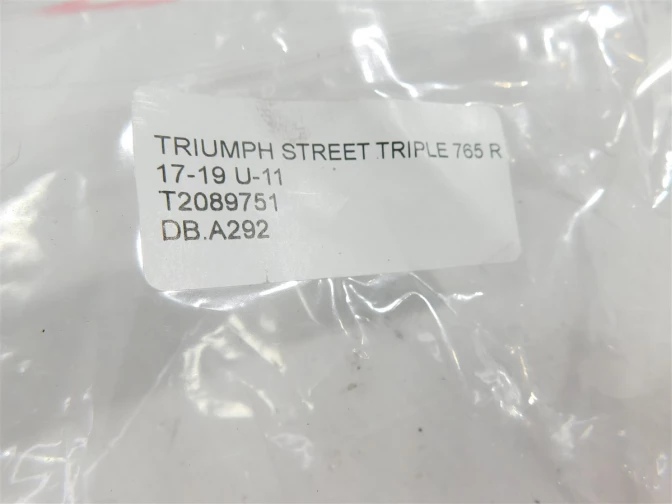 TRIUMPH STREET TRIPLE 765 R
17-19 U-11
T2089751
DB.A292